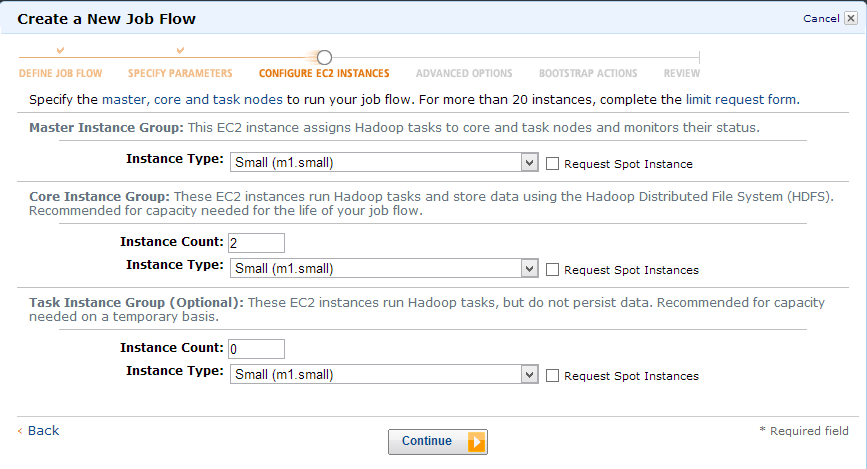 Create a New Job Flow
Cancel
DEFINE JOB FLOW SPECIFY PARAMETERS CONFIGURE EC2 INSTANCES ADVANCED OPTIONS BOOTSTRAP ACTIONS REVIEW
Specify the master, core and task nodes to run your job flow. For more than 20 instances, complete the limit request form.
Master Instance Group: This EC2 instance assigns Hadoop tasks to core and task nodes and monitors their status.
Instance Type: Small (m1.small) Request Spot Instance
Core Instance Group: These EC2 instances run Hadoop tasks and store data using the Hadoop Distributed File System (HDFS).
Recommended for capacity needed for the life of your job flow.
Instance Count: 2
Instance Type: Small (m1.small) Request Spot Instances
Task Instance Group (Optional): These EC2 instances run Hadoop tasks, but do not persist data. Recommended for capacity
needed on a temporary basis.
Instance Count: 0
Instance Type: Small (m1.small) Request Spot Instances
‹ Back
Continue
* Required field